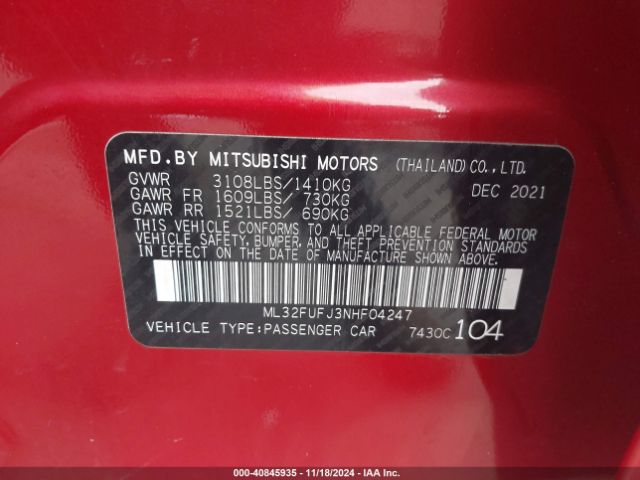 MFD.BY MITSUBISHI MOTORS (THAILAND) CO., LTD.
GVWR 3108LBS/1410KG DEC 2021
GAWR FR 1609LBS/ 730KG
GAWR RR 1521LBS/ 690KG
THIS VEHICLE CONFORMS TO ALL APPLICABLE FEDERAL MOTOR
VEHICLE SAFETY, BUMPER, AND THEFT PREVENTION STANDARDS
IN EFFECT ON THE DATE OF MANUFACTURE SHOWN ABOVE.
ML32FUFJ3NHF04247
VEHICLE TYPE:PASSENGER CAR 7430C 104
000-40845935 - 11/18/2024 - IAA Inc.